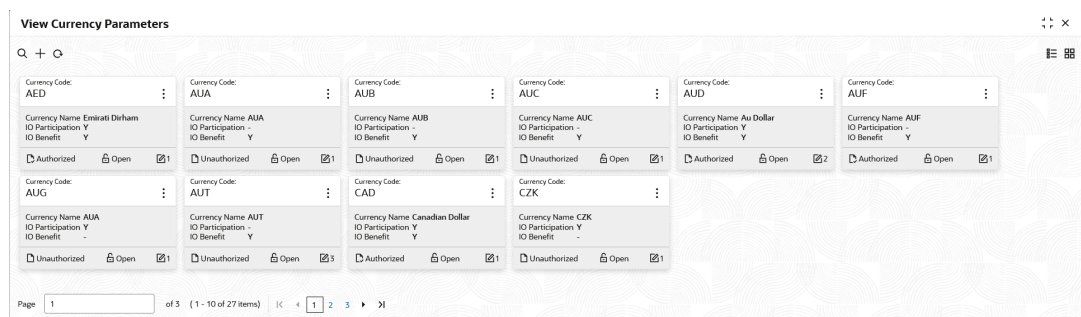 View Currency Parameters
Currency Code: Currency Code: Currency Code: Currency Code: Currency Code: Currency Code:
AED AUA AUB AUC AUD AUF
Currency Name Emirati Dirham Currency Name AUA Currency Name AUB Currency Name AUC Currency Name Au Dollar Currency Name AUF
IO Participation Y IO Participation - IO Participation - IO Participation - IO Participation Y IO Participation -
IO Benefit Y IO Benefit Y IO Benefit Y IO Benefit Y IO Benefit Y IO Benefit Y
Authorized Open 1 Unauthorized Open 1 Unauthorized Open 1 Unauthorized Open 1 Authorized Open 2 Authorized Open 1
Currency Code: Currency Code: Currency Code: Currency Code:
AUG AUT CAD CZK
Currency Name AUA Currency Name AUT Currency Name Canadian Dollar Currency Name CZK
IO Participation Y IO Participation - IO Participation Y IO Participation Y
IO Benefit - IO Benefit Y IO Benefit Y IO Benefit -
Unauthorized Open 1 Unauthorized Open 3 Authorized Open 1 Unauthorized Open 1
Page 1 of 3 (1 - 10 of 27 items) 1 2 3